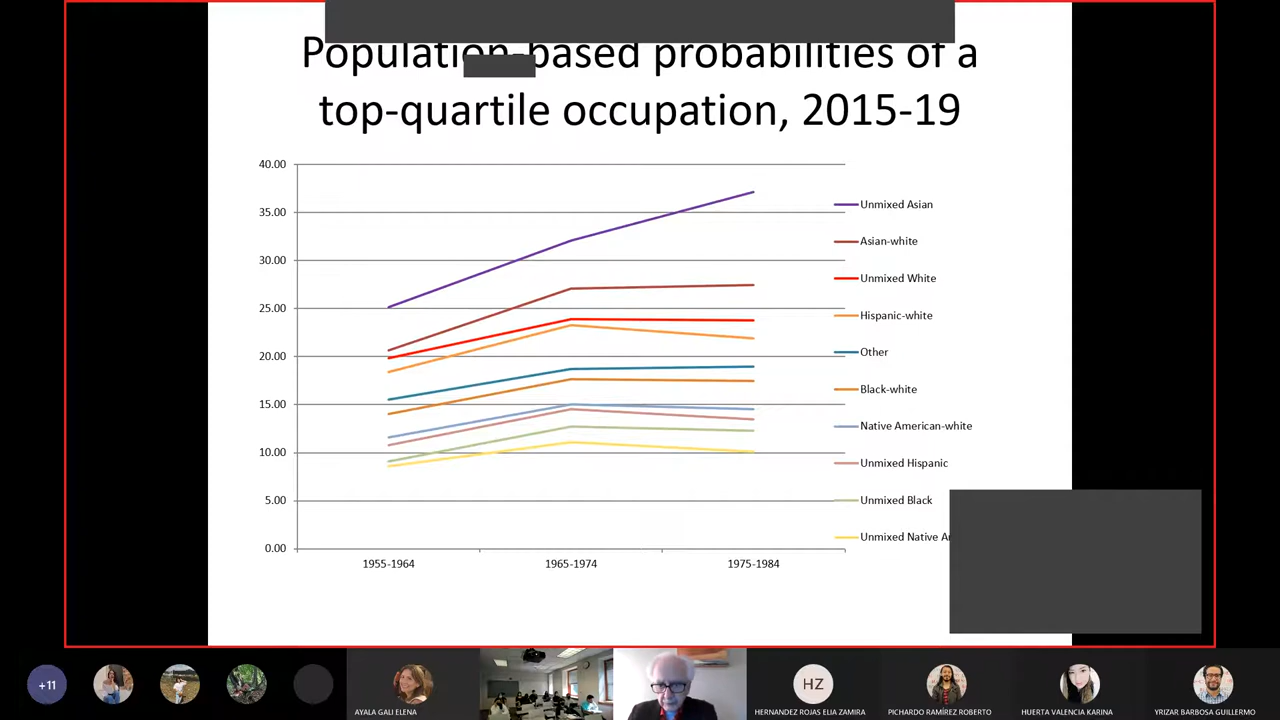 Population-based probabilities of a
top-quartile occupation, 2015-19
40.00
35.00
30.00
25.00
20.00
15.00
10.00
5.00
0.00
1955-1964
1965-1974
1975-1984
Unmixed Asian
Asian-white
Unmixed White
Hispanic-white
Other
Black-white
Native American-white
Unmixed Hispanic
Unmixed Black
Unmixed Native
+11
AYALA GALI ELENA
HZ
HERNANDEZ ROJAS ELIA ZAMIRA
PICHARDO RAMÍREZ ROBERTO
HUERTA VALENCIA KARINA
YRIZAR BARBOSA GUILLERMO